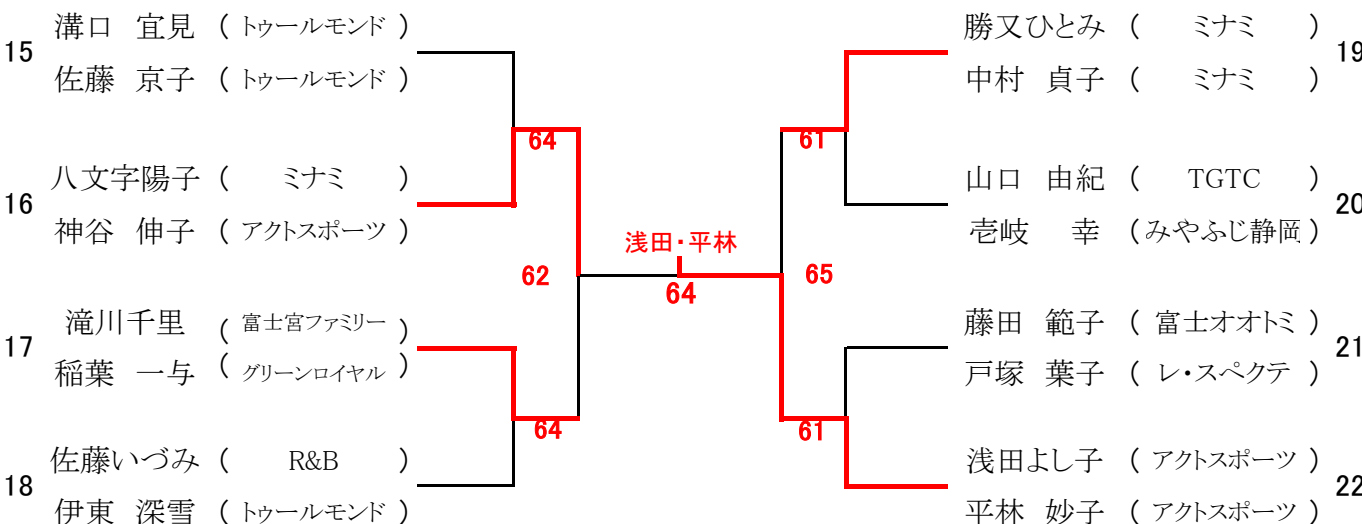 溝口 宜見 ( トゥールモンド )
15
佐藤 京子 ( トゥールモンド )
64
八文字陽子 ( ミナミ )
16
神谷 伸子 ( アクトスポーツ )
62
滝川千里 ( 富士宮ファミリー )
17
稲葉 一与 ( グリーンロイヤル )
64
佐藤いづみ ( R&B )
18
伊東 深雪 ( トゥールモンド )
浅田・平林
64
勝又ひとみ ( ミナミ )
19
中村 貞子 ( ミナミ )
61
山口 由紀 ( TGTC )
20
壱岐 幸 ( みやふじ静岡 )
65
藤田 範子 ( 富士オオトミ )
21
戸塚 葉子 ( レ・スペクテ )
61
浅田よし子 ( アクトスポーツ )
22
平林 妙子 ( アクトスポーツ )